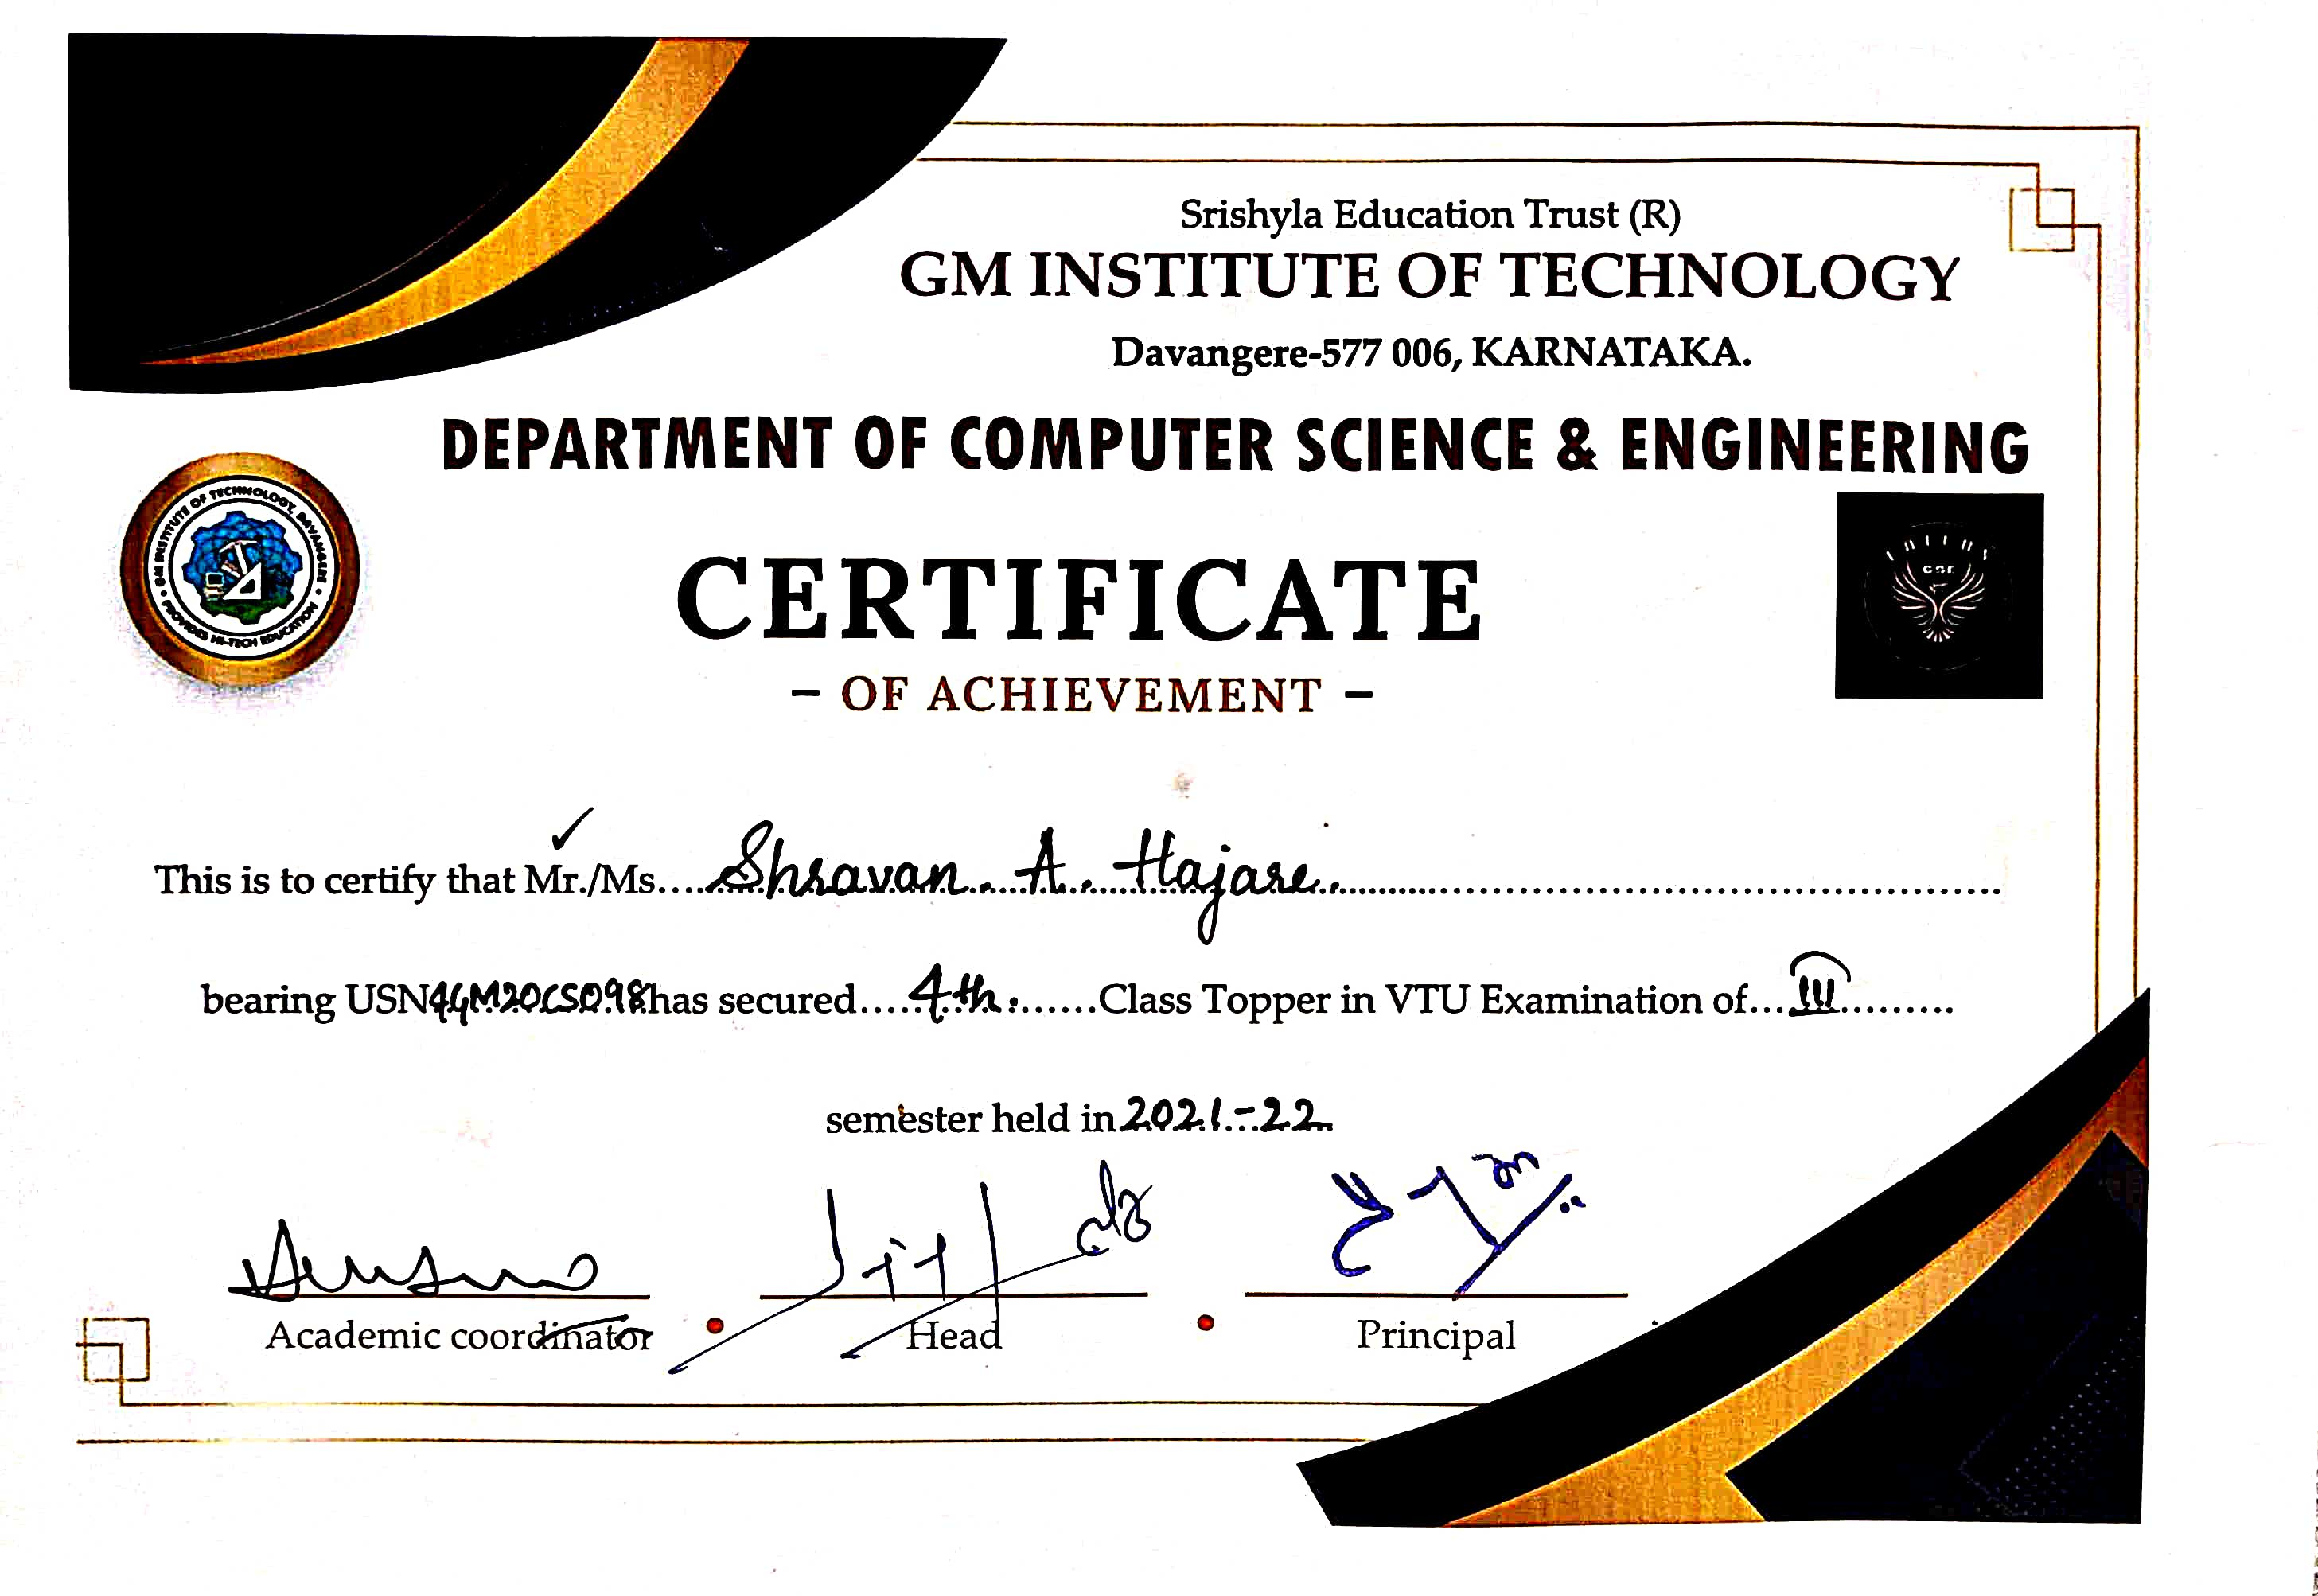 Srishyla Education Trust (R)
GM INSTITUTE OF TECHNOLOGY
Davangere-577 006, KARNATAKA.
DEPARTMENT OF COMPUTER SCIENCE & ENGINEERING
GM INSTITUTE OF TECHNOLOGY, DAVANGERE
PROVIDES HI-TECH EDUCATION
CSE
CERTIFICATE
- OF ACHIEVEMENT -
This is to certify that Mr./Ms....Shravan. A. Hajare.......
bearing USN 4GM20CS098 has secured....4th.......Class Topper in VTU Examination of...III.........
semester held in 2021-22
Academic coordinator
Head
Principal